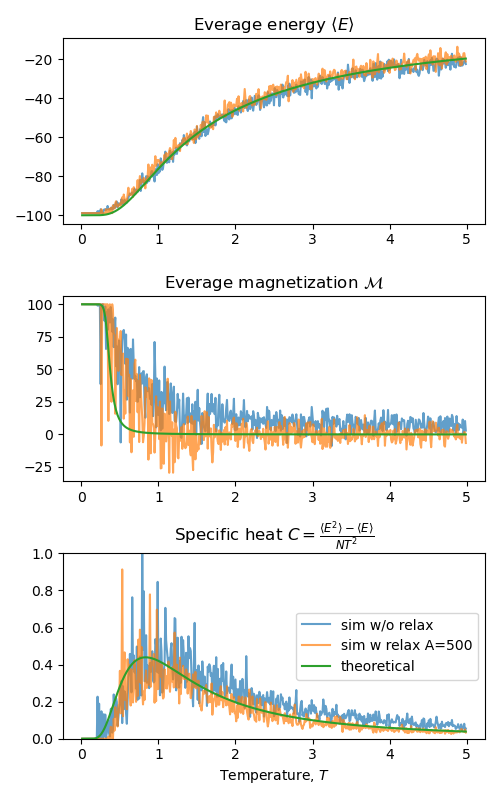 Everage energy ⟨E⟩
−20
−40
−60
−80
−100
0 1 2 3 4 5
Everage magnetization ℳ
100
75
50
25
0
−25
0 1 2 3 4 5
Specific heat C = ⟨E²⟩ − ⟨E⟩ / NT²
1.0
0.8
0.6
0.4
0.2
0.0
sim w/o relax
sim w relax A=500
theoretical
0 1 2 3 4 5
Temperature, T